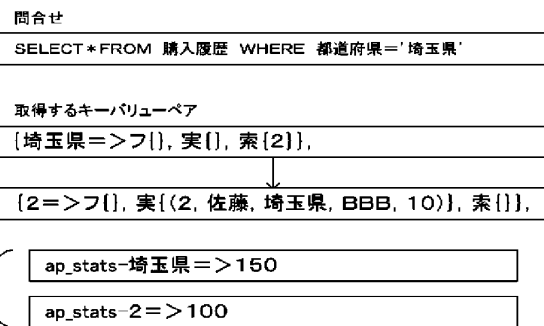 問合せ
SELECT*FROM 購入履歴 WHERE 都道府県='埼玉県'
取得するキーバリューペア
{埼玉県=>フ{}, 実{}, 索{2}},
{2=>フ{}, 実{(2, 佐藤, 埼玉県, BBB, 10)}, 索{}},
ap_stats-埼玉県=>150
ap_stats-2=>100